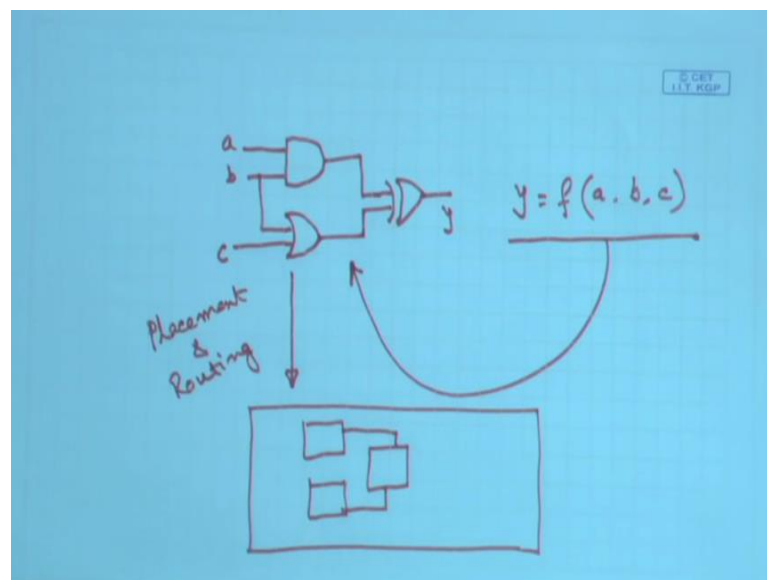 © CET
I.I.T. KGP
a
b
c
y
y = f(a, b, c)
Placement
&
Routing